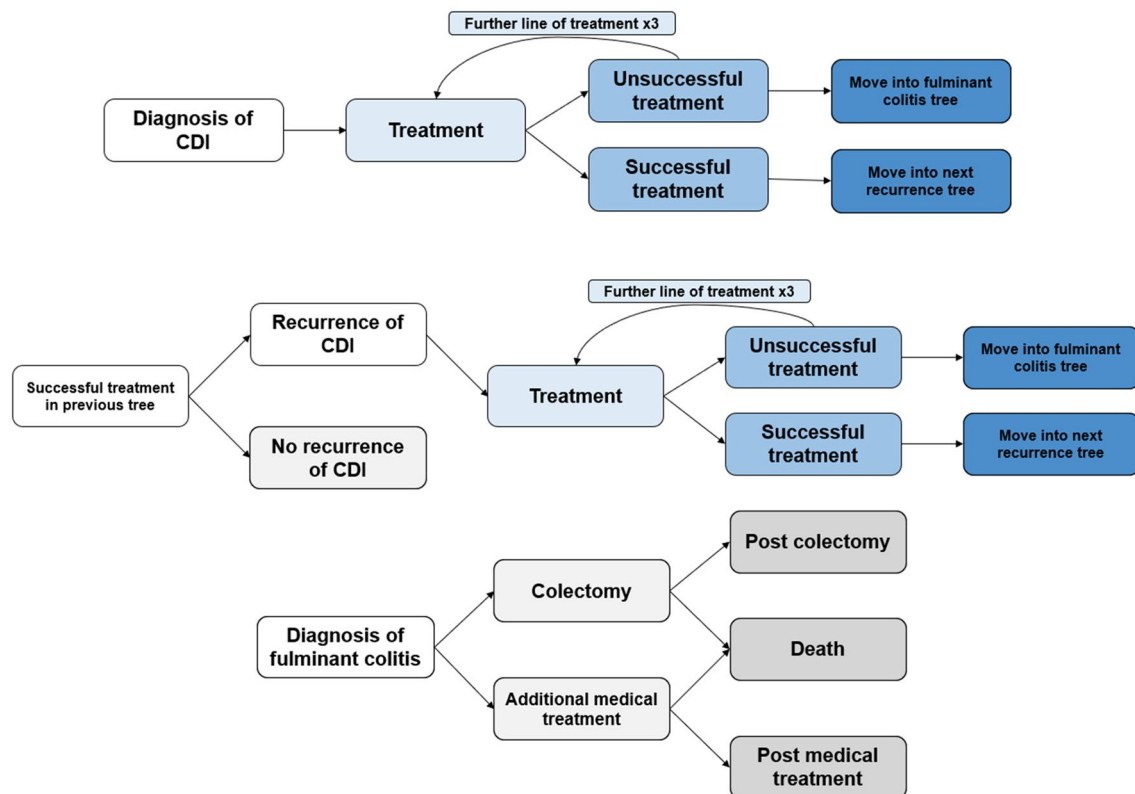 Further line of treatment x3
Diagnosis of
CDI
Treatment
Unsuccessful
treatment
Move into fulminant
colitis tree
Successful
treatment
Move into next
recurrence tree
Further line of treatment x3
Successful treatment
in previous tree
Recurrence of
CDI
No recurrence
of CDI
Treatment
Unsuccessful
treatment
Move into fulminant
colitis tree
Successful
treatment
Move into next
recurrence tree
Diagnosis of
fulminant colitis
Colectomy
Additional medical
treatment
Post colectomy
Death
Post medical
treatment